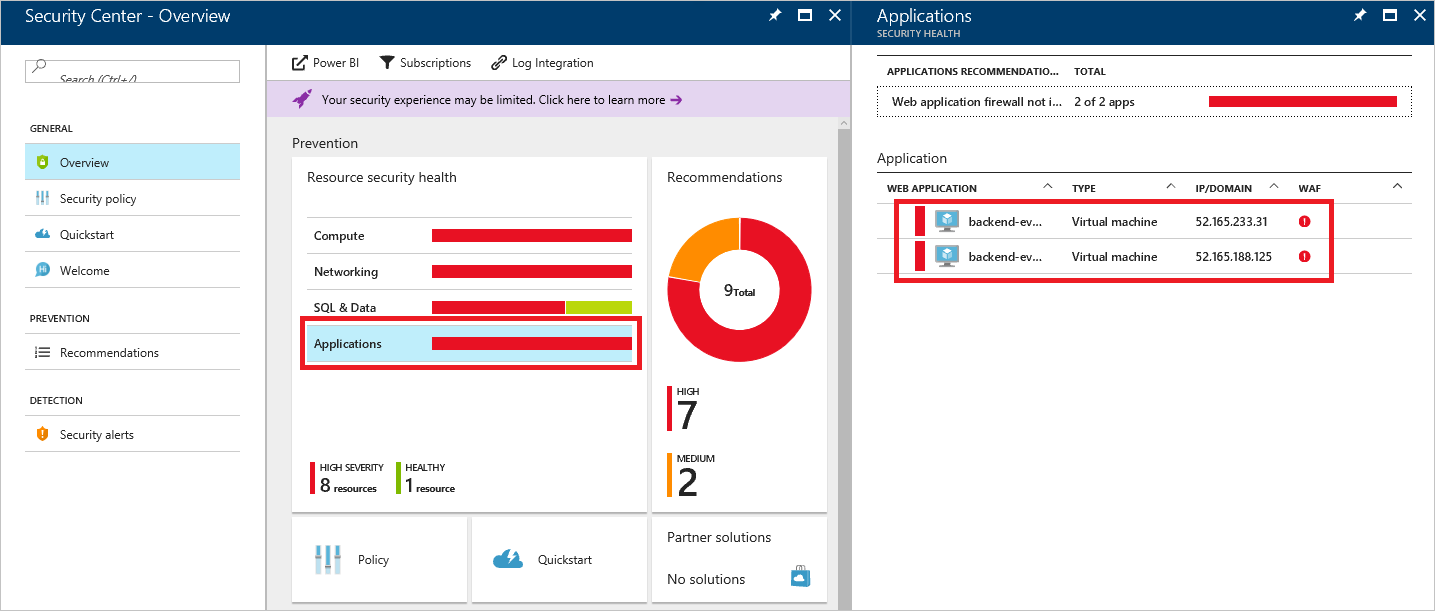 Security Center - Overview
Search (Ctrl+/)
GENERAL
Overview
Security policy
Quickstart
Welcome
PREVENTION
Recommendations
DETECTION
Security alerts
Power BI
Subscriptions
Log Integration
Your security experience may be limited. Click here to learn more
Prevention
Resource security health
Compute
Networking
SQL & Data
Applications
HIGH SEVERITY
8 resources
HEALTHY
1 resource
Recommendations
9 Total
HIGH
7
MEDIUM
2
Policy
Quickstart
Partner solutions
No solutions
Applications
SECURITY HEALTH
APPLICATIONS RECOMMENDATIO... TOTAL
Web application firewall not i... 2 of 2 apps
Application
WEB APPLICATION TYPE IP/DOMAIN WAF
backend-ev... Virtual machine 52.165.233.31
backend-ev... Virtual machine 52.165.188.125